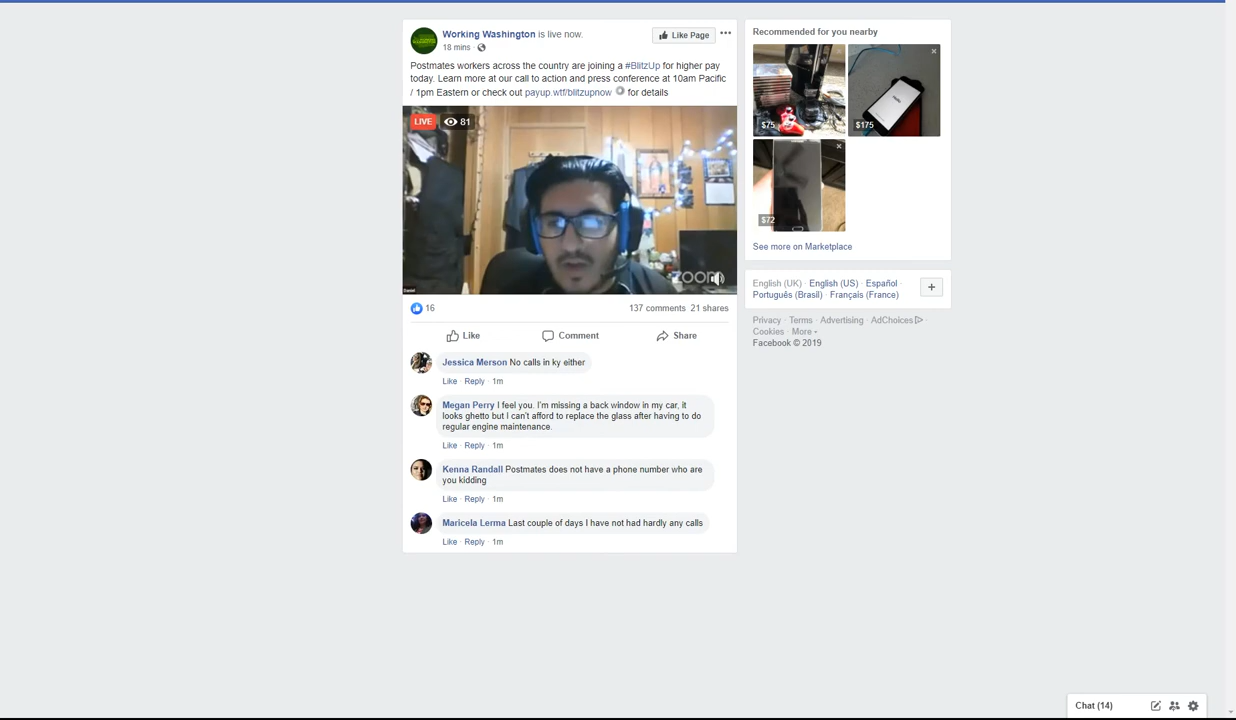 Working Washington is live now.
18 mins ·
Like Page
Postmates workers across the country are joining a #BlitzUp for higher pay
today. Learn more at our call to action and press conference at 10am Pacific
/ 1pm Eastern or check out payup.wtf/blitzupnow for details
LIVE 81
Daniel
zoom
16
137 comments 21 shares
Like Comment Share
Jessica Merson No calls in ky either
Like · Reply · 1m
Megan Perry I feel you. I'm missing a back window in my car, it
looks ghetto but I can't afford to replace the glass after having to do
regular engine maintenance.
Like · Reply · 1m
Kenna Randall Postmates does not have a phone number who are
you kidding
Like · Reply · 1m
Maricela Lerma Last couple of days I have not had hardly any calls
Like · Reply · 1m
Recommended for you nearby
$75
$175
$72
See more on Marketplace
English (UK) · English (US) · Español ·
Português (Brasil) · Français (France)
Privacy · Terms · Advertising · AdChoices ·
Cookies · More
Facebook © 2019
Chat (14)